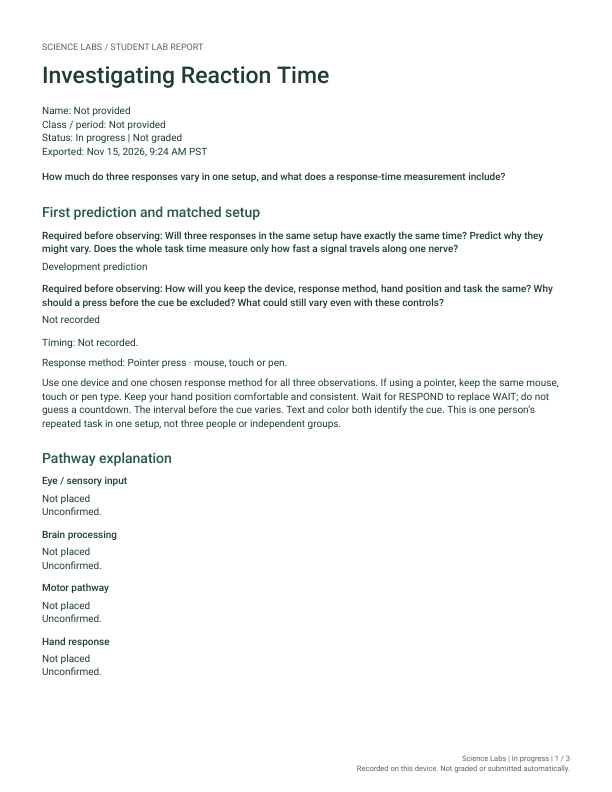 SCIENCE LABS / STUDENT LAB REPORT
Investigating Reaction Time
Name: Not provided
Class / period: Not provided
Status: In progress | Not graded
Exported: Nov 15, 2026, 9:24 AM PST
How much do three responses vary in one setup, and what does a response-time measurement include?
First prediction and matched setup
Required before observing: Will three responses in the same setup have exactly the same time? Predict why they
might vary. Does the whole task time measure only how fast a signal travels along one nerve?
Development prediction
Required before observing: How will you keep the device, response method, hand position and task the same? Why
should a press before the cue be excluded? What could still vary even with these controls?
Not recorded
Timing: Not recorded.
Response method: Pointer press · mouse, touch or pen.
Use one device and one chosen response method for all three observations. If using a pointer, keep the same mouse,
touch or pen type. Keep your hand position comfortable and consistent. Wait for RESPOND to replace WAIT; do not
guess a countdown. The interval before the cue varies. Text and color both identify the cue. This is one person's
repeated task in one setup, not three people or independent groups.
Pathway explanation
Eye / sensory input
Not placed
Unconfirmed.
Brain processing
Not placed
Unconfirmed.
Motor pathway
Not placed
Unconfirmed.
Hand response
Not placed
Unconfirmed.
Science Labs | In progress | 1 / 3
Recorded on this device. Not graded or submitted automatically.